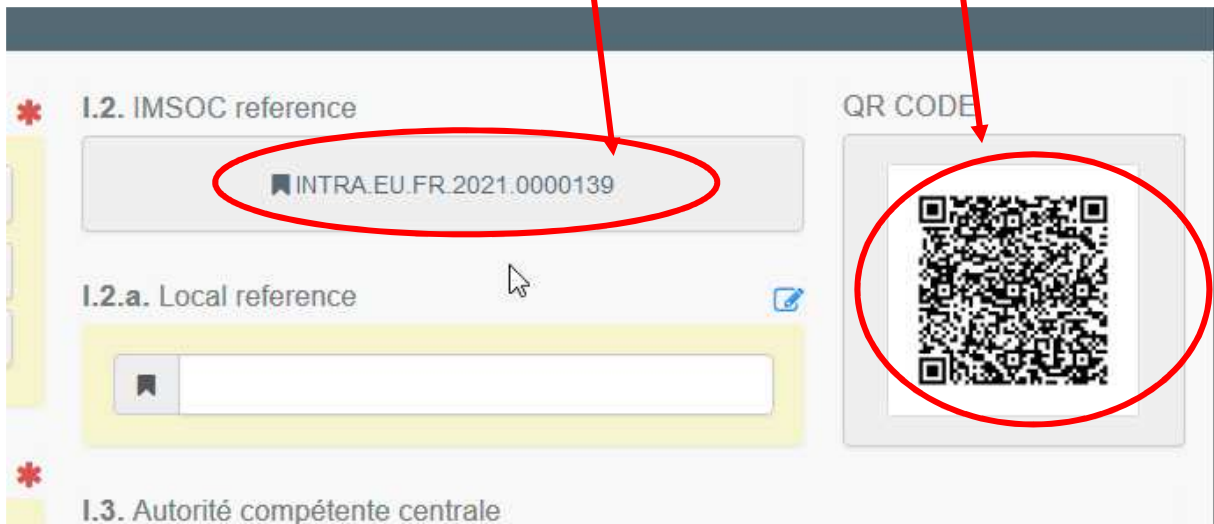 I.2. IMSOC reference
QR CODE
INTRA.EU.FR.2021.0000139
I.2.a. Local reference
I.3. Autorité compétente centrale